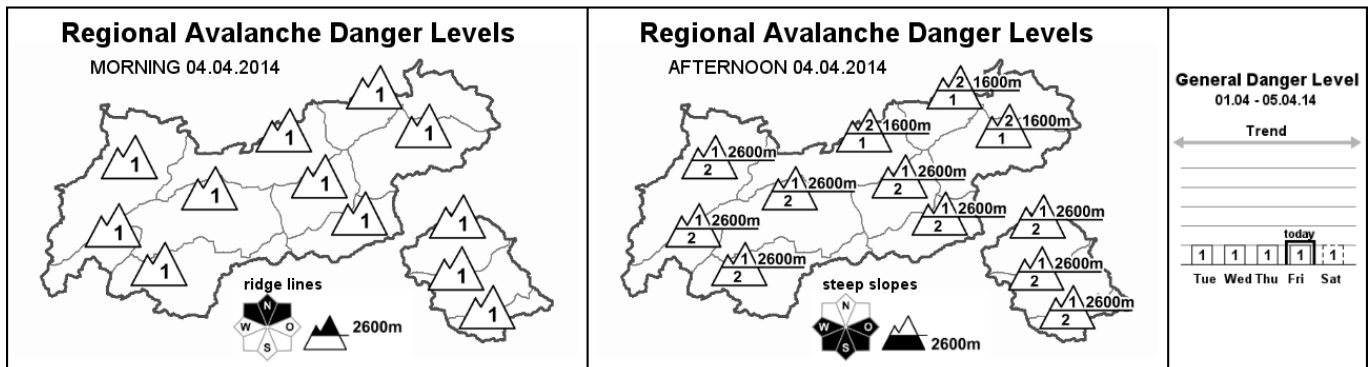 Regional Avalanche Danger Levels
MORNING 04.04.2014
1
1
1
1
1
1
1
1
1
1
1
1
ridge lines
N
W O
S
2600m
Regional Avalanche Danger Levels
AFTERNOON 04.04.2014
2 1600m
1
2 1600m
1
2 1600m
1
1 2600m
2
1 2600m
2
1 2600m
2
1 2600m
2
1 2600m
2
1 2600m
2
1 2600m
2
1 2600m
2
1 2600m
2
steep slopes
N
W O
S
2600m
General Danger Level
01.04 - 05.04.14
Trend
today
1 1 1 1 1
Tue Wed Thu Fri Sat